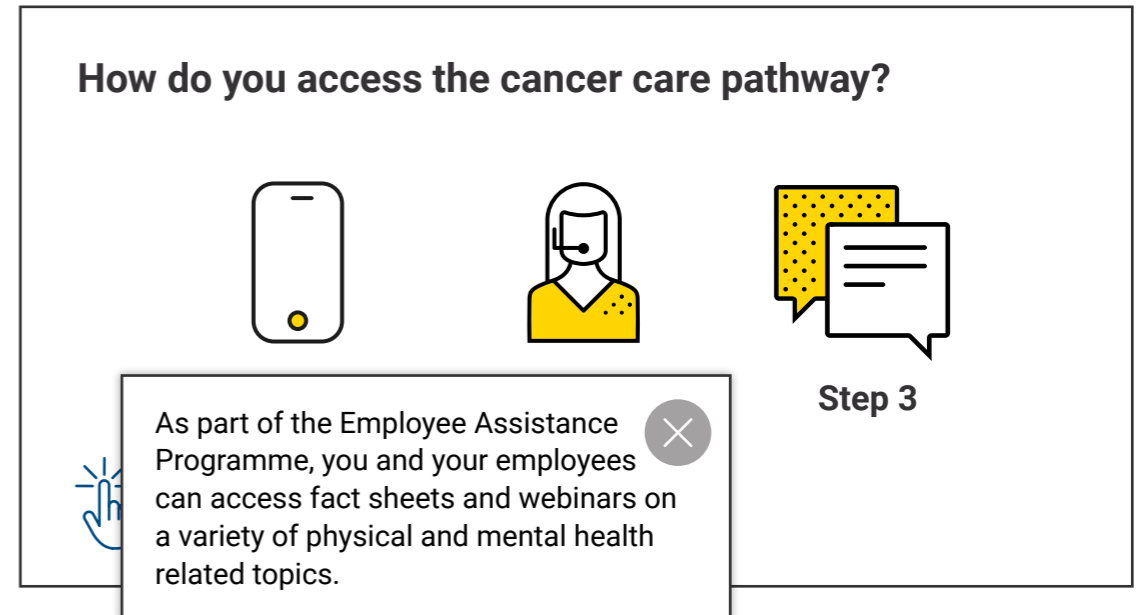 How do you access the cancer care pathway?
Step 3
As part of the Employee Assistance
Programme, you and your employees
can access fact sheets and webinars on
a variety of physical and mental health
related topics.